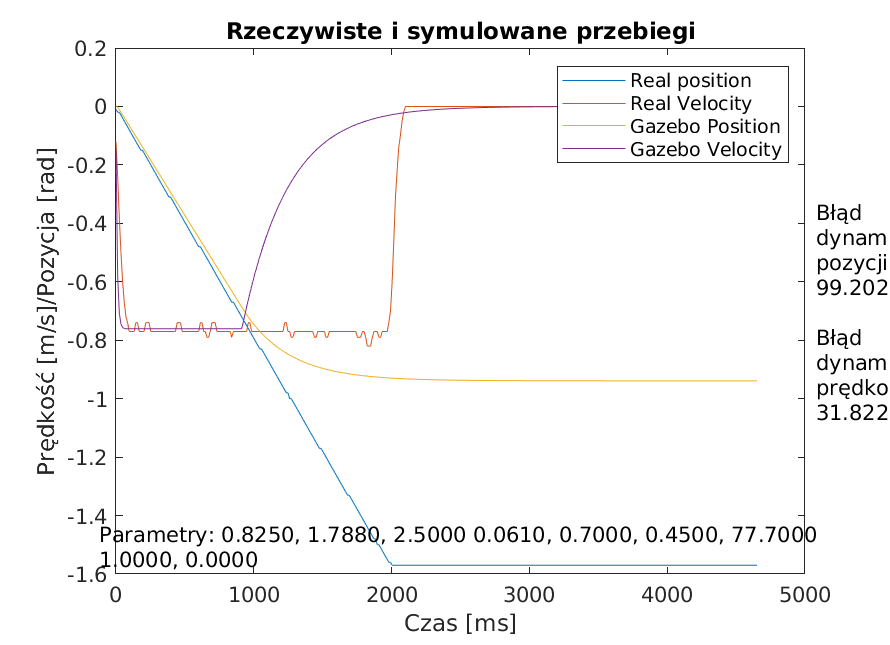 Rzeczywiste i symulowane przebiegi
0.2
0
-0.2
-0.4
-0.6
-0.8
-1
-1.2
-1.4
-1.6
Prędkość [m/s]/Pozycja [rad]
Real position
Real Velocity
Gazebo Position
Gazebo Velocity
Błąd
dynam
pozycji
99.202
Błąd
dynam
prędko
31.822
Parametry: 0.8250, 1.7880, 2.5000 0.0610, 0.7000, 0.4500, 77.7000
1.0000, 0.0000
0
1000
2000
3000
4000
5000
Czas [ms]